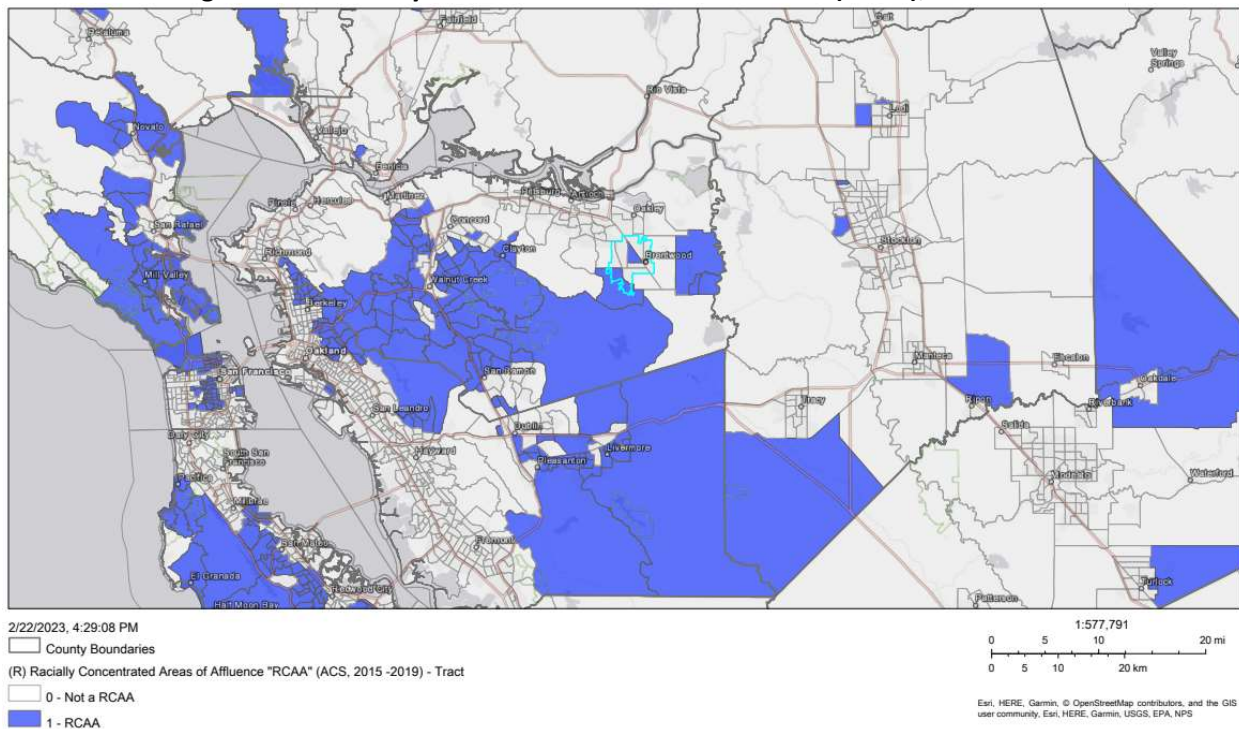 Fairfield
Galt
Petaluma
Valley
Springs
Rio Vista
Lodi
Novato
Vallejo
Benicia
Martinez
Pittsburg
Antioch
Pinole
Hercules
Oakley
San Rafael
Concord
Stockton
Clayton
Brentwood
Richmond
Mill Valley
Walnut Creek
Berkeley
Manteca
Escalon
Oakland
Oakdale
San Francisco
San Ramon
Ripon
Riverbank
San Leandro
Tracy
Dublin
Salida
Daly City
Livermore
Hayward
Pleasanton
South San
Francisco
Modesto
Waterford
Pacifica
Millbrae
San Mateo
Fremont
El Granada
Turlock
Redwood City
Half Moon Bay
Patterson
2/22/2023, 4:29:08 PM
County Boundaries
(R) Racially Concentrated Areas of Affluence "RCAA" (ACS, 2015 -2019) - Tract
0 - Not a RCAA
1 - RCAA
1:577,791
0 5 10 20 mi
0 5 10 20 km
Esri, HERE, Garmin, © OpenStreetMap contributors, and the GIS
user community, Esri, HERE, Garmin, USGS, EPA, NPS